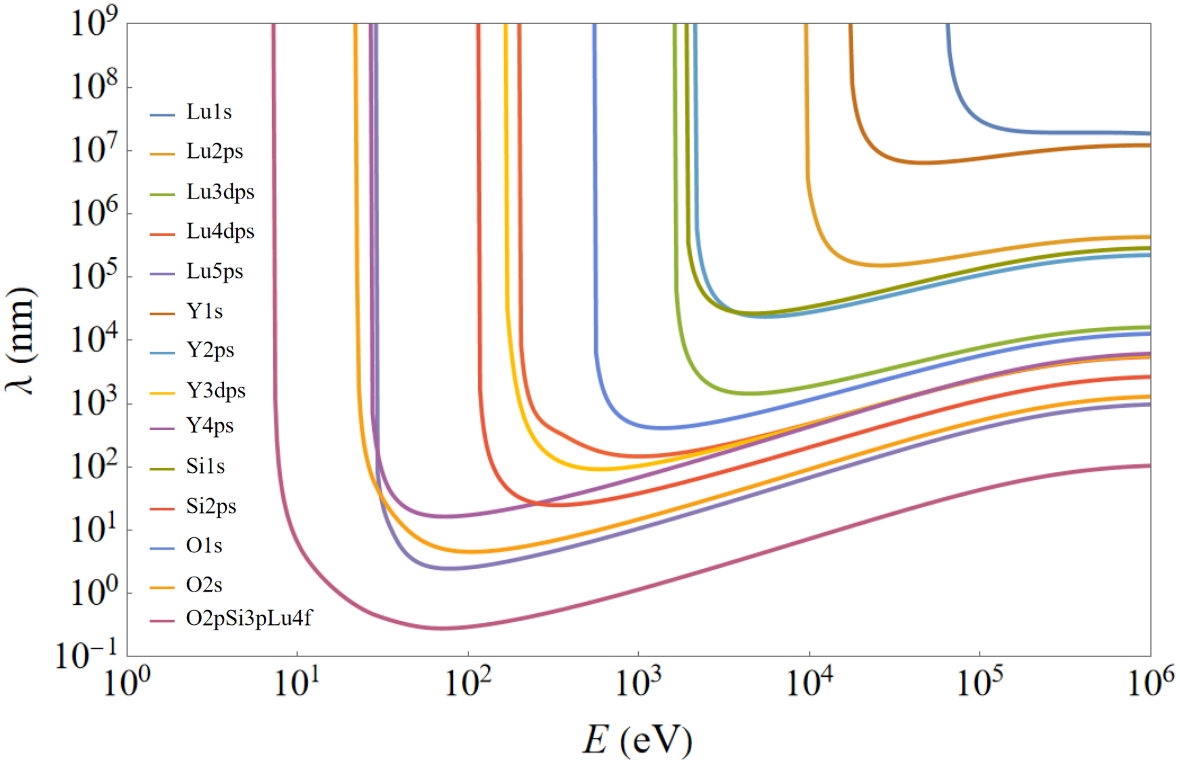 10⁹
10⁸
10⁷
10⁶
10⁵
10⁴
10³
10²
10¹
10⁰
10⁻¹
λ (nm)
Lu1s
Lu2ps
Lu3dps
Lu4dps
Lu5ps
Y1s
Y2ps
Y3dps
Y4ps
Si1s
Si2ps
O1s
O2s
O2pSi3pLu4f
10⁰ 10¹ 10² 10³ 10⁴ 10⁵ 10⁶
E (eV)